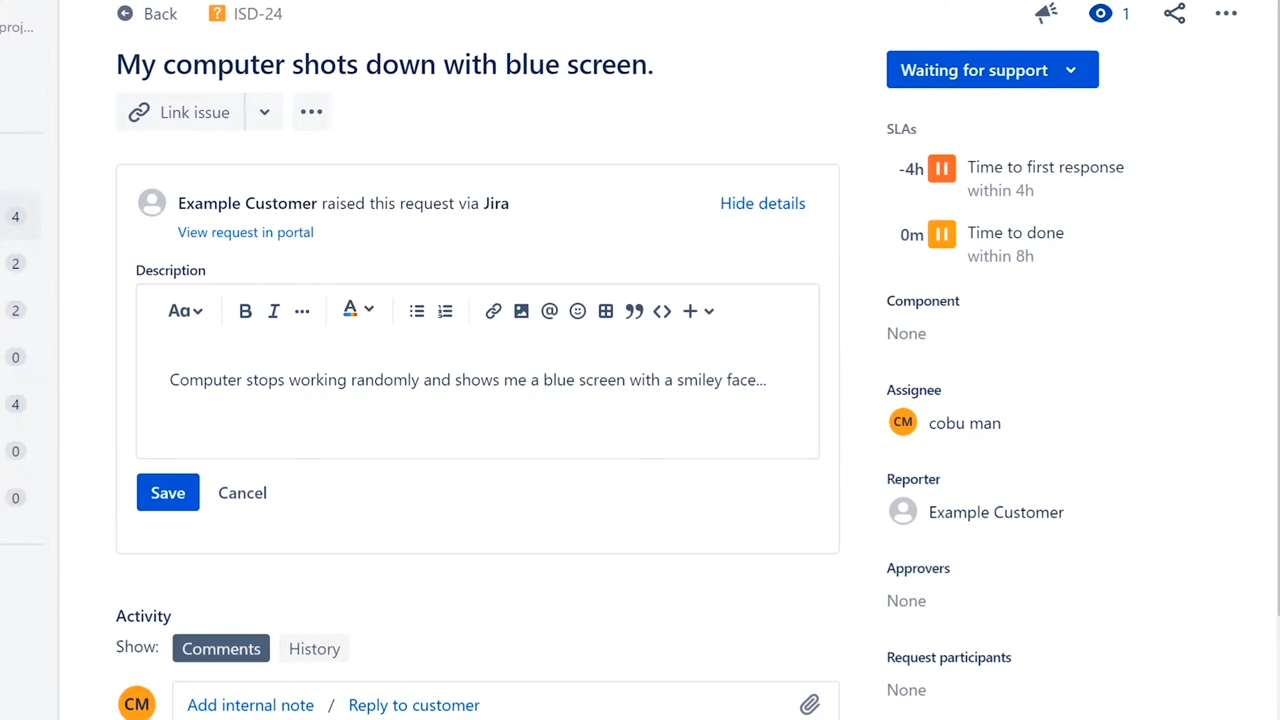 proj...
Back
ISD-24
1
My computer shots down with blue screen.
Link issue
Example Customer raised this request via Jira
Hide details
View request in portal
Description
Aa
B I A @
Computer stops working randomly and shows me a blue screen with a smiley face...
Save Cancel
Activity
Show: Comments History
CM Add internal note / Reply to customer
4
2
2
0
4
0
0
Waiting for support
SLAs
-4h Time to first response
within 4h
0m Time to done
within 8h
Component
None
Assignee
CM cobu man
Reporter
Example Customer
Approvers
None
Request participants
None